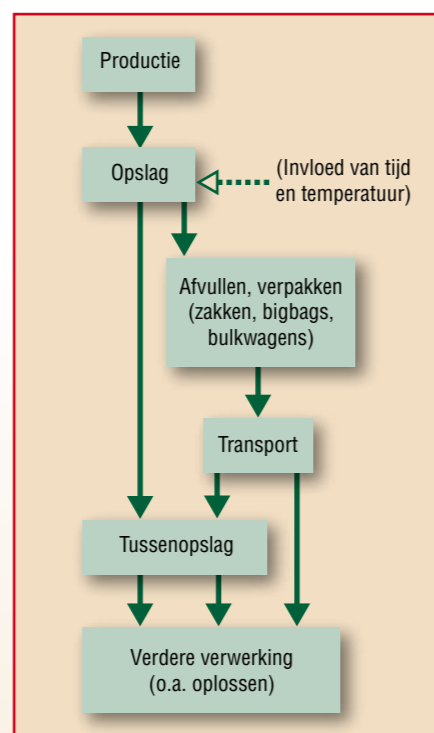 Productie
Opslag
(Invloed van tijd
en temperatuur)
Afvullen, verpakken
(zakken, bigbags,
bulkwagens)
Transport
Tussenopslag
Verdere verwerking
(o.a. oplossen)